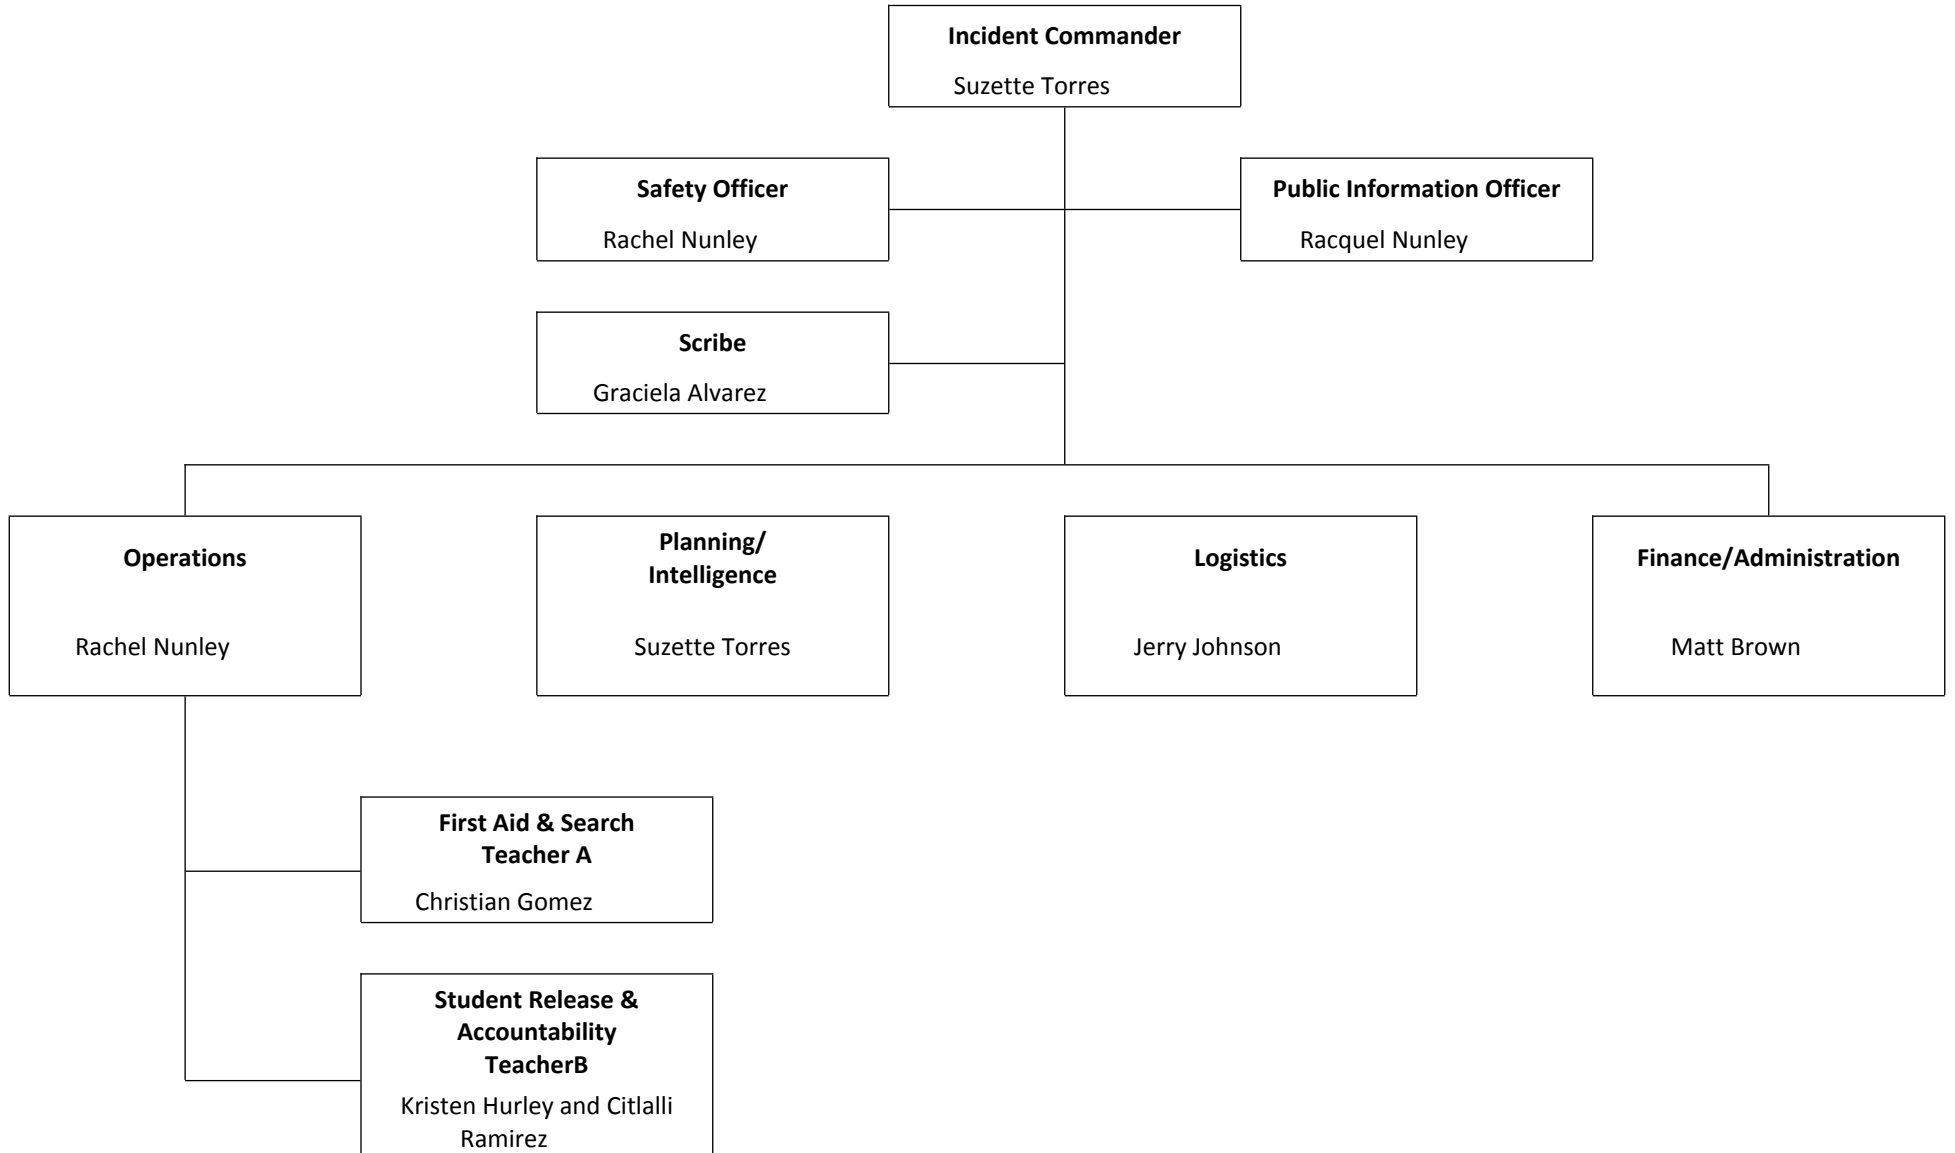 Incident Commander
Suzette Torres
Safety Officer
Rachel Nunley
Public Information Officer
Racquel Nunley
Scribe
Graciela Alvarez
Operations
Rachel Nunley
Planning/
Intelligence
Suzette Torres
Logistics
Jerry Johnson
Finance/Administration
Matt Brown
First Aid & Search
Teacher A
Christian Gomez
Student Release &
Accountability
TeacherB
Kristen Hurley and Citlalli
Ramirez